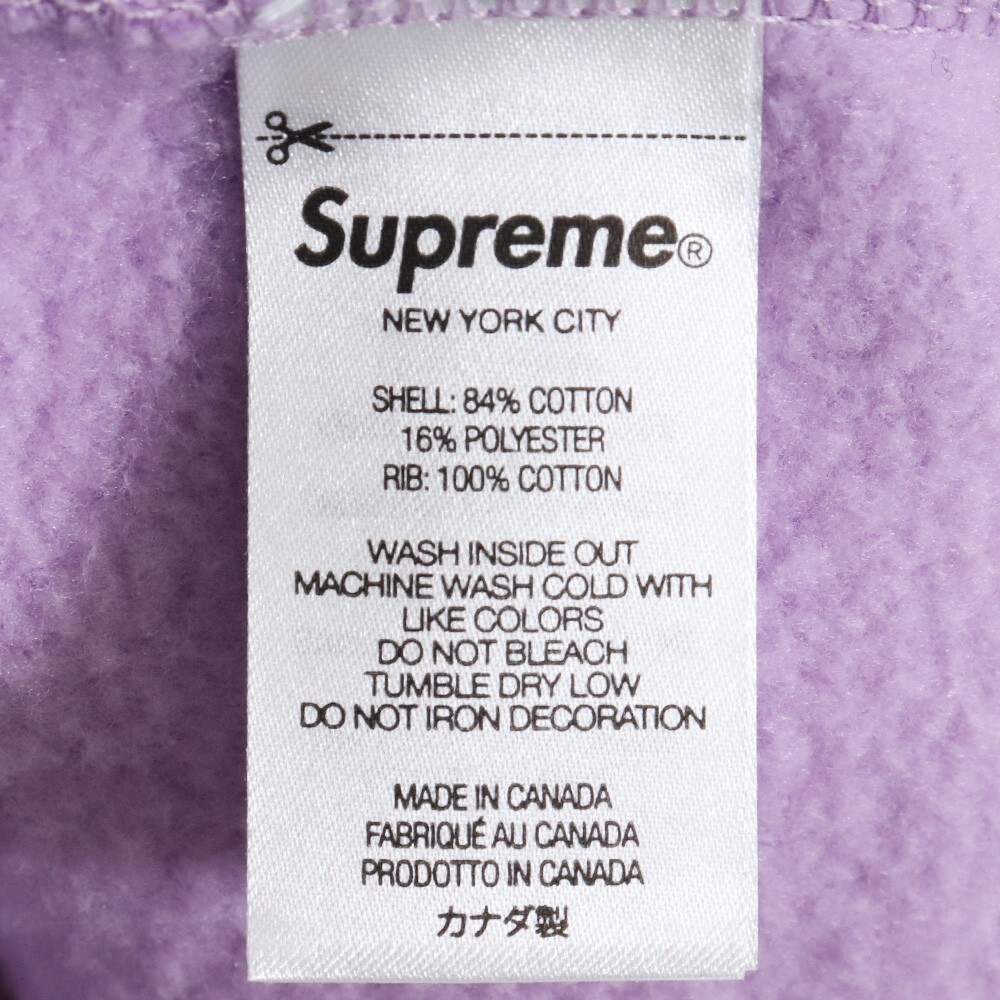 Supreme®
NEW YORK CITY
SHELL: 84% COTTON
16% POLYESTER
RIB: 100% COTTON
WASH INSIDE OUT
MACHINE WASH COLD WITH
LIKE COLORS
DO NOT BLEACH
TUMBLE DRY LOW
DO NOT IRON DECORATION
MADE IN CANADA
FABRIQUÉ AU CANADA
PRODOTTO IN CANADA
カナダ製